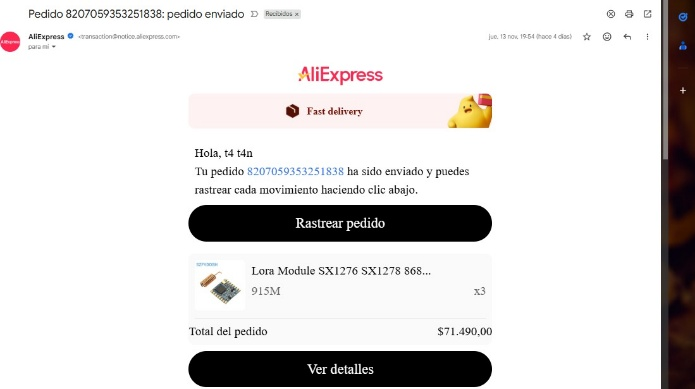 Pedido 8207059353251838: pedido enviado
Recibidos x
AliExpress <transaction@notice.aliexpress.com>
jue, 13 nov, 19:54 (hace 4 días)
para mí
AliExpress
Fast delivery
Hola, t4 t4n
Tu pedido 8207059353251838 ha sido enviado y puedes
rastrear cada movimiento haciendo clic abajo.
Rastrear pedido
Lora Module SX1276 SX1278 868...
915M x3
Total del pedido $71.490,00
Ver detalles